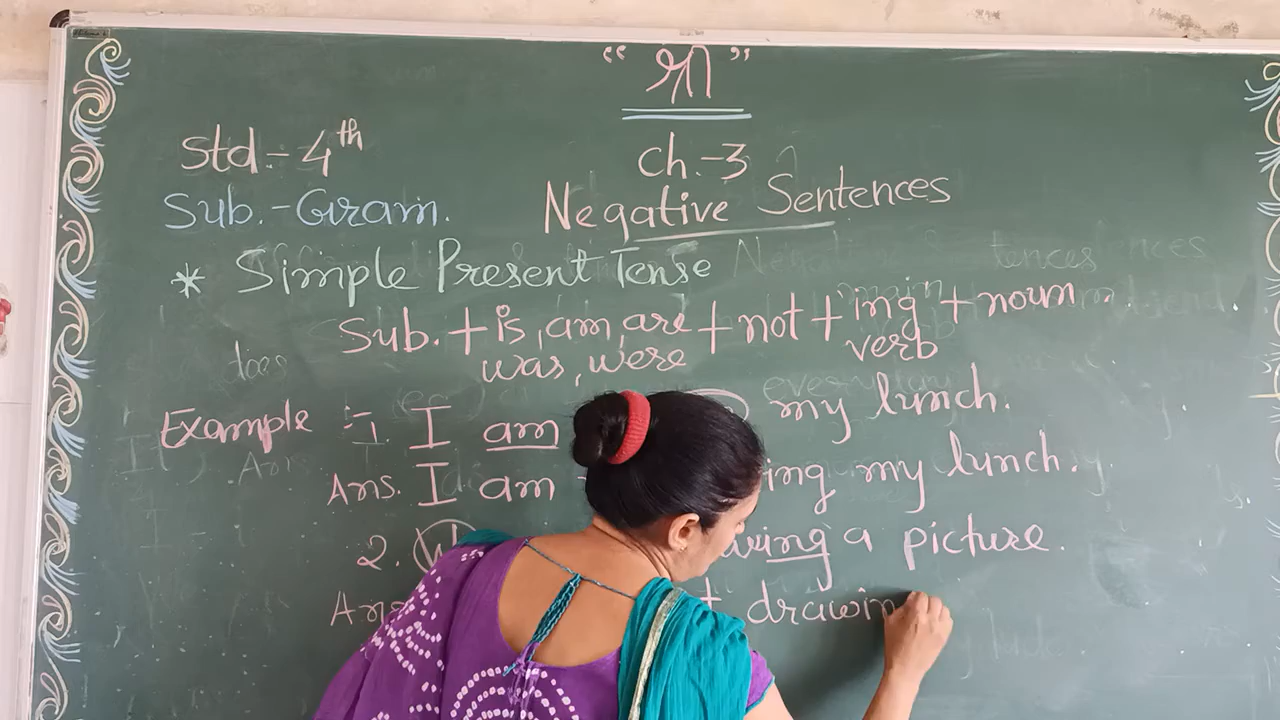 “ श्री ”
Std.- 4th
Ch.-3
Sub.-Gram.
Negative Sentences
* Simple Present Tense
Sub. + is, am, are + not + ing + noun.
was, were verb
Example :- 1. I am my lunch.
Ans. I am ing my lunch.
2. wing a picture.
Ans drawin